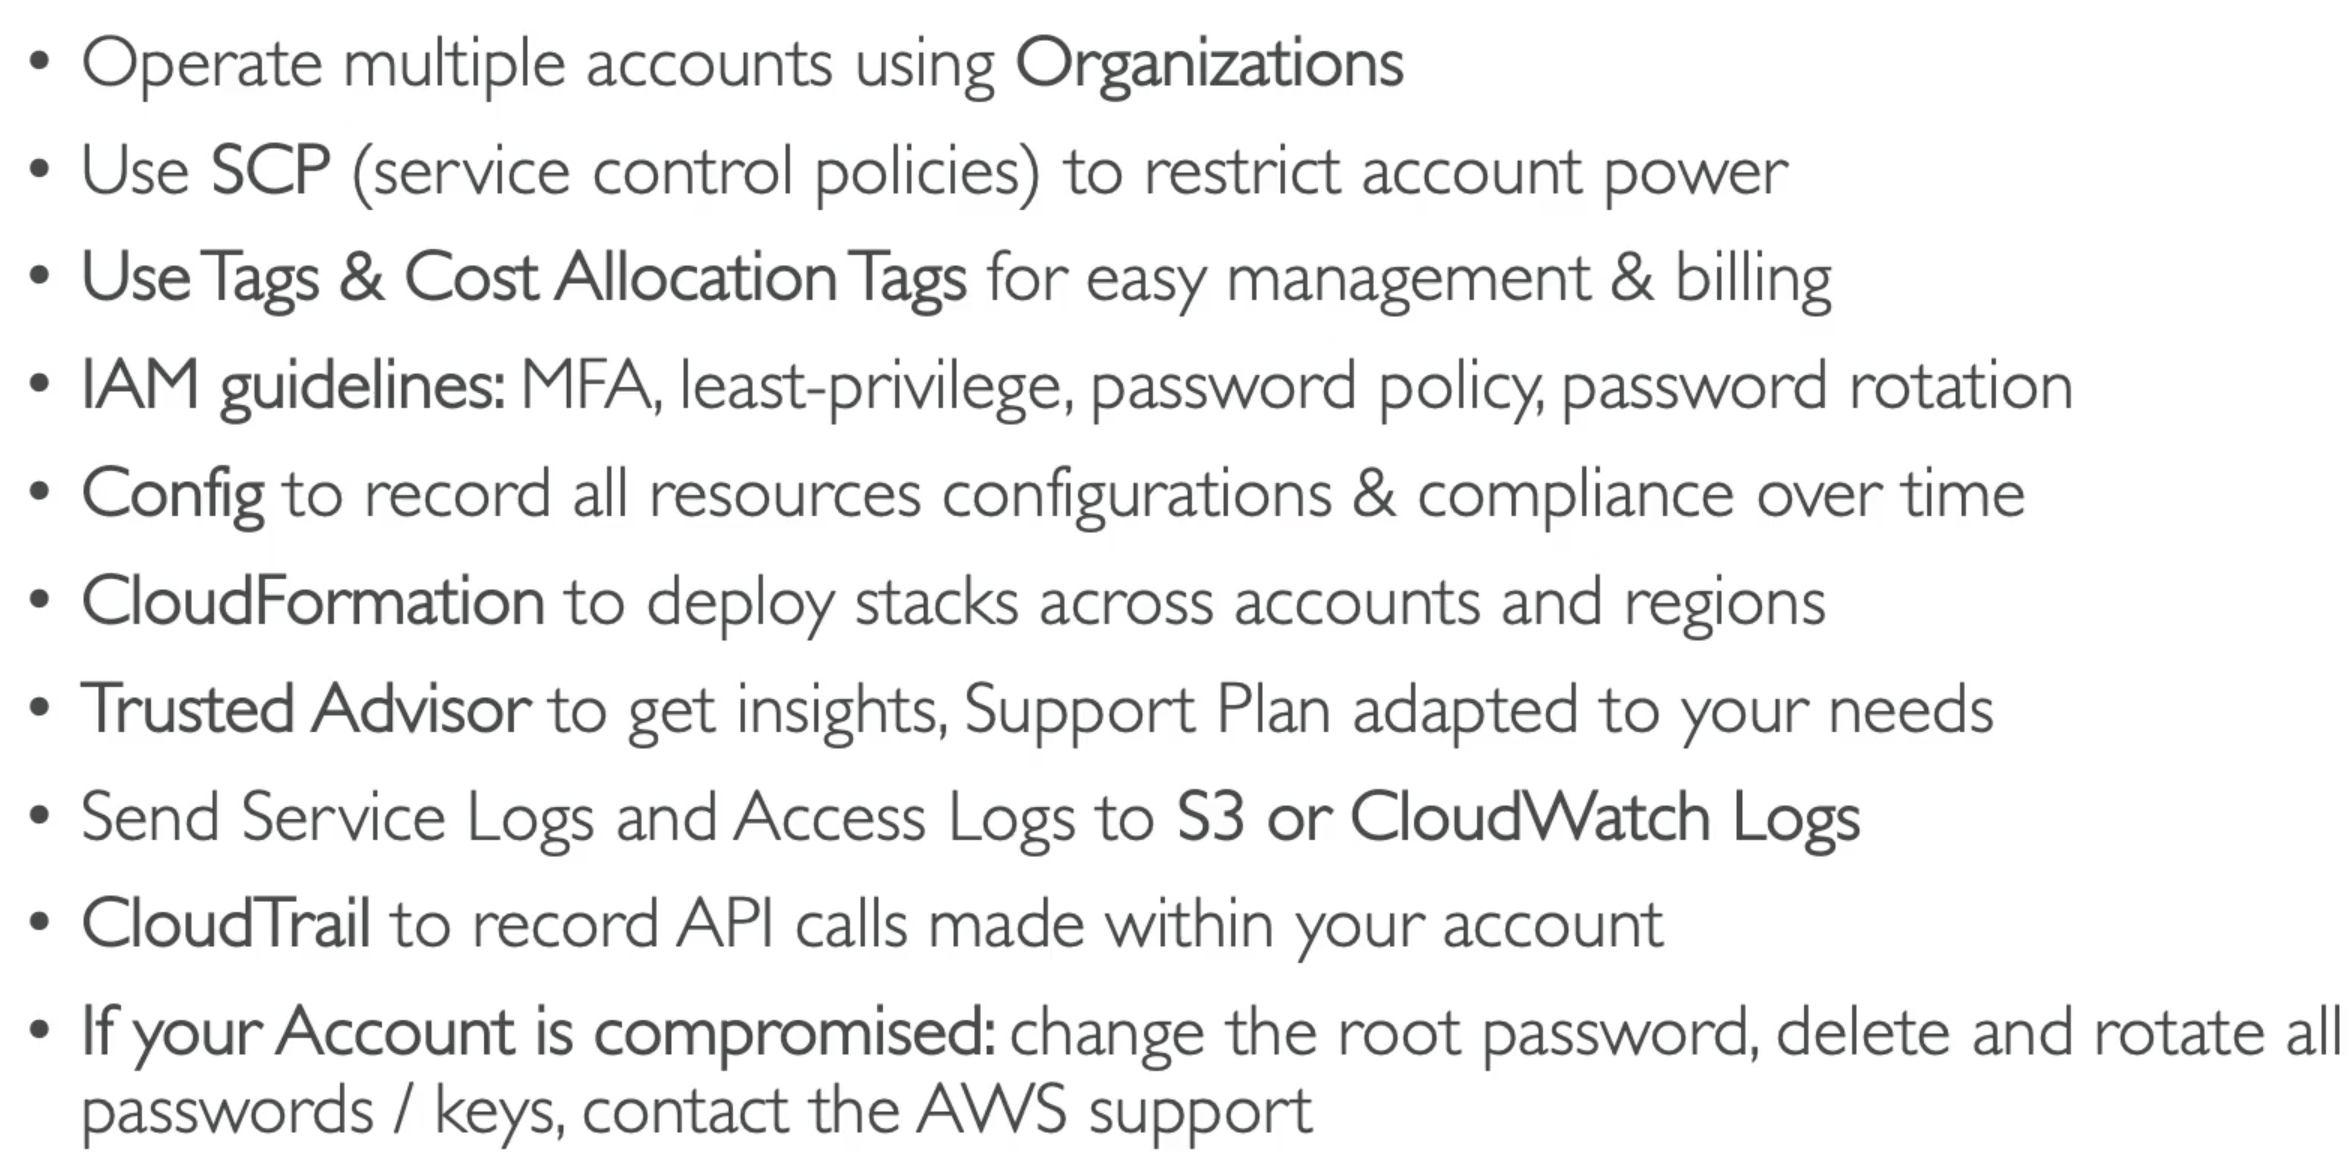 • Operate multiple accounts using Organizations
• Use SCP (service control policies) to restrict account power
• Use Tags & Cost Allocation Tags for easy management & billing
• IAM guidelines: MFA, least-privilege, password policy, password rotation
• Config to record all resources configurations & compliance over time
• CloudFormation to deploy stacks across accounts and regions
• Trusted Advisor to get insights, Support Plan adapted to your needs
• Send Service Logs and Access Logs to S3 or CloudWatch Logs
• CloudTrail to record API calls made within your account
• If your Account is compromised: change the root password, delete and rotate all
passwords / keys, contact the AWS support